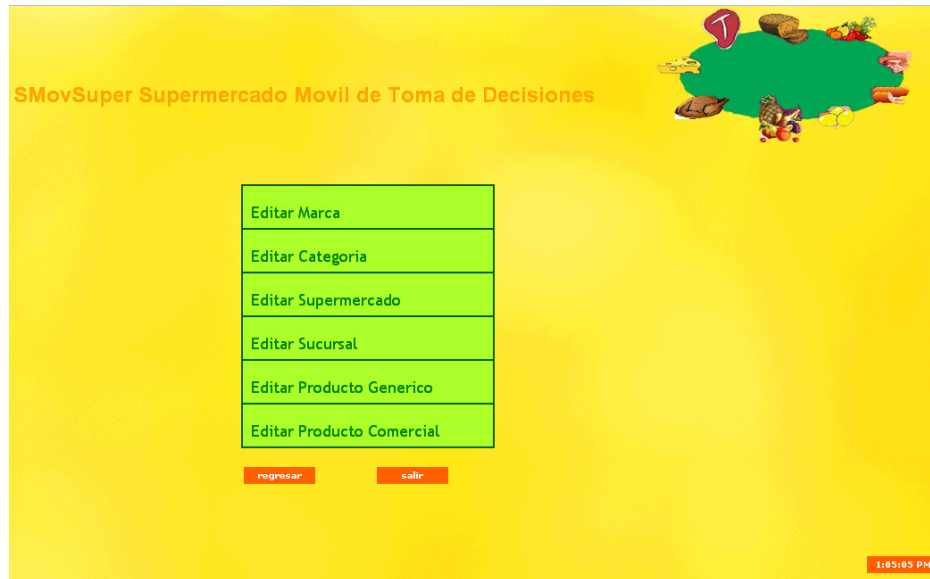 SMovSuper Supermercado Movil de Toma de Decisiones
Editar Marca
Editar Categoria
Editar Supermercado
Editar Sucursal
Editar Producto Generico
Editar Producto Comercial
regresar salir
1:05:05 PM